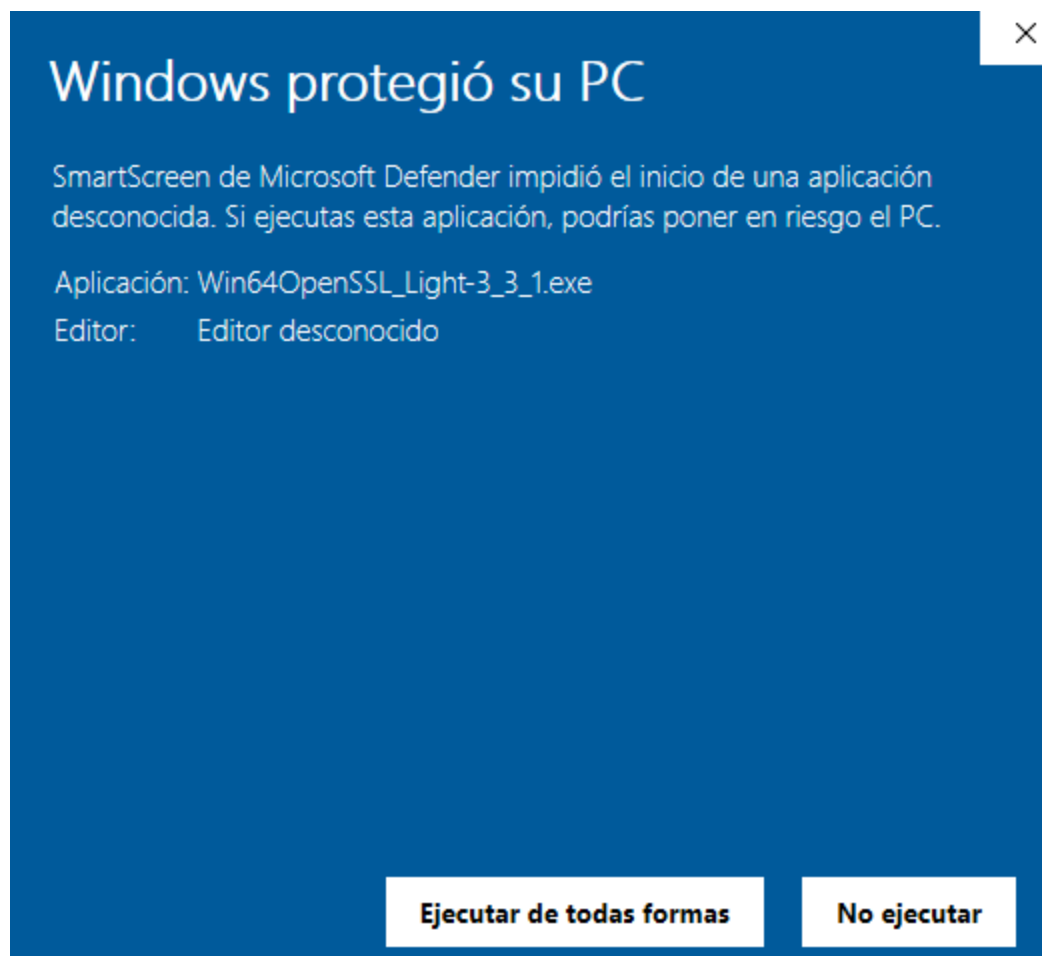 Windows protegió su PC
SmartScreen de Microsoft Defender impidió el inicio de una aplicación
desconocida. Si ejecutas esta aplicación, podrías poner en riesgo el PC.
Aplicación: Win64OpenSSL_Light-3_3_1.exe
Editor: Editor desconocido
Ejecutar de todas formas No ejecutar